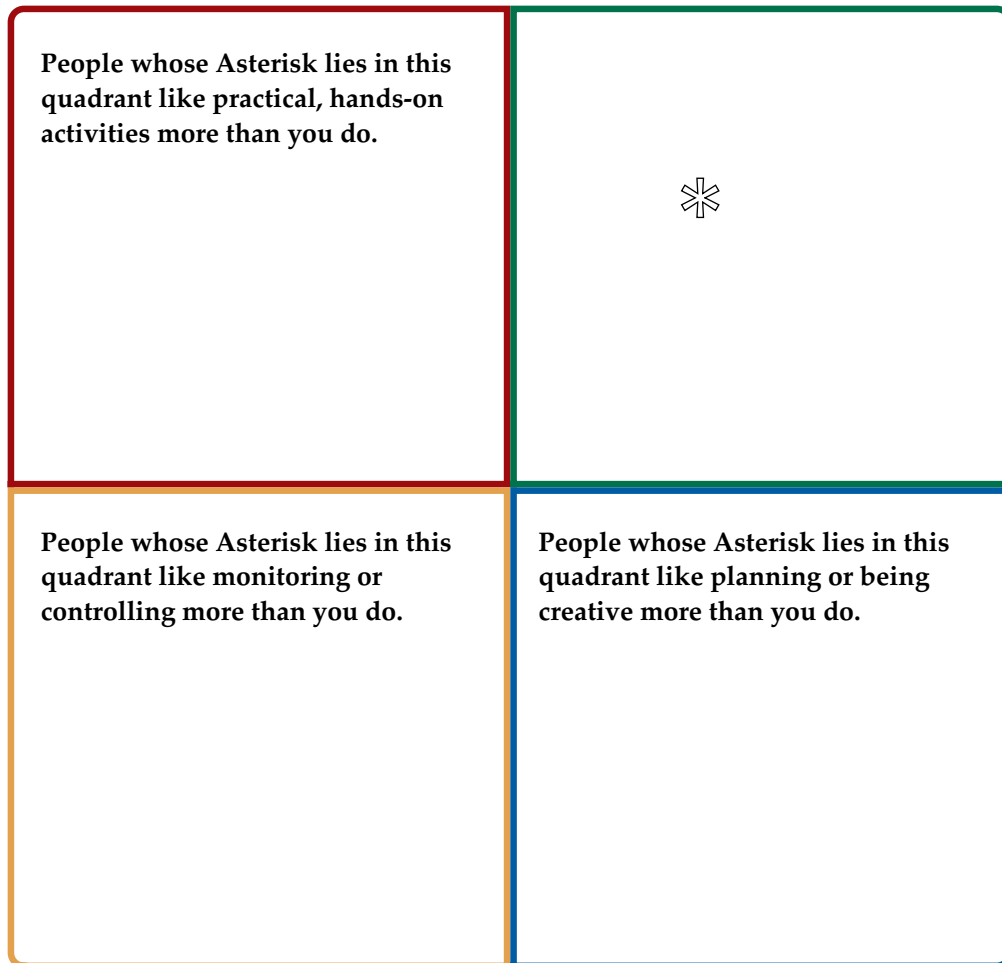 People whose Asterisk lies in this
quadrant like practical, hands-on
activities more than you do.
People whose Asterisk lies in this
quadrant like monitoring or
controlling more than you do.
People whose Asterisk lies in this
quadrant like planning or being
creative more than you do.